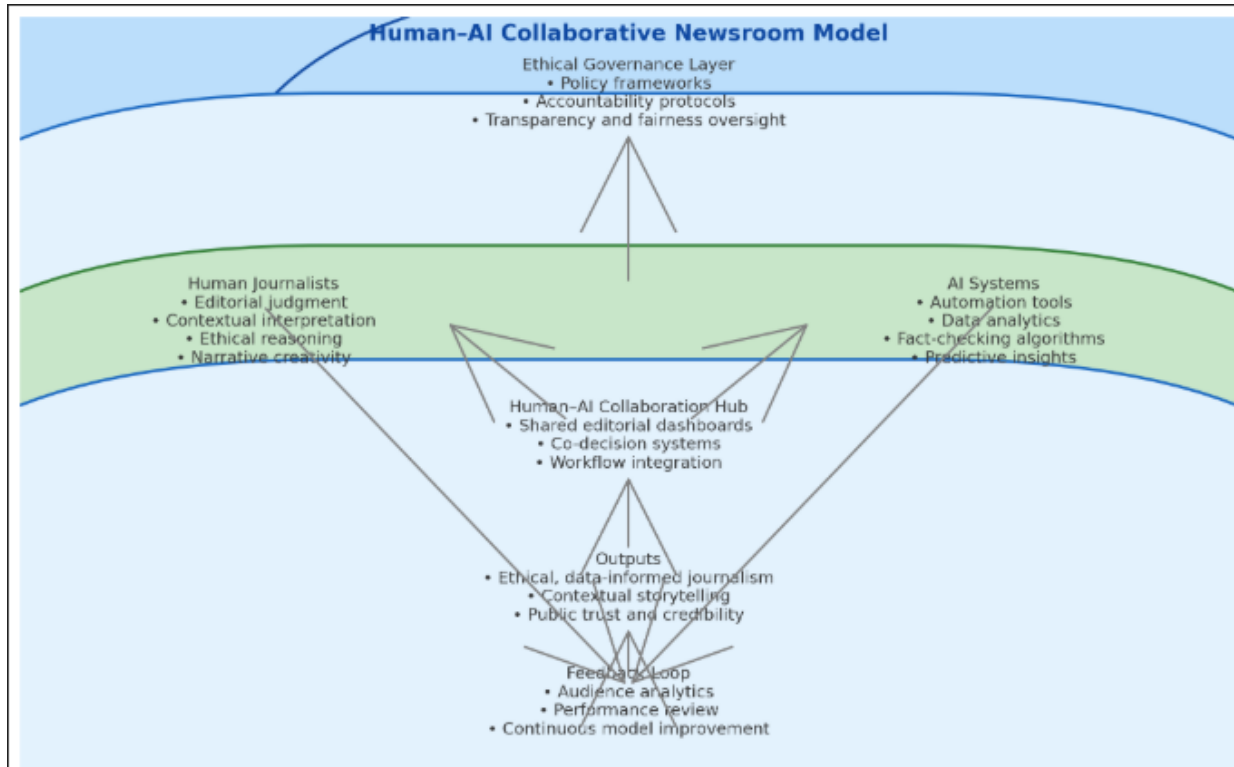 Human–AI Collaborative Newsroom Model
Ethical Governance Layer
• Policy frameworks
• Accountability protocols
• Transparency and fairness oversight
Human Journalists
• Editorial judgment
• Contextual interpretation
• Ethical reasoning
• Narrative creativity
AI Systems
• Automation tools
• Data analytics
• Fact-checking algorithms
• Predictive insights
Human–AI Collaboration Hub
• Shared editorial dashboards
• Co-decision systems
• Workflow integration
Outputs
• Ethical, data-informed journalism
• Contextual storytelling
• Public trust and credibility
Feedback Loop
• Audience analytics
• Performance review
• Continuous model improvement